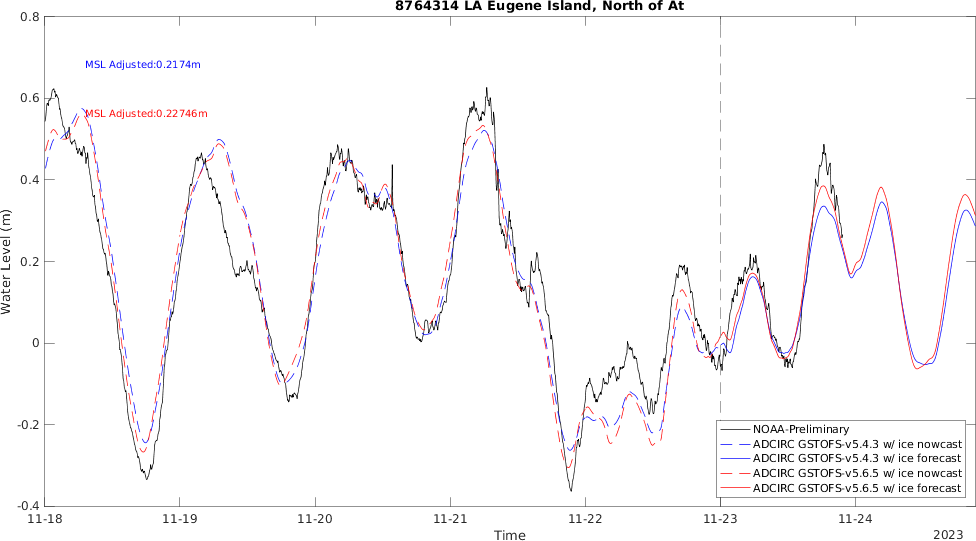 8764314 LA Eugene Island, North of At
MSL Adjusted:0.2174m
MSL Adjusted:0.22746m
Water Level (m)
0.8
0.6
0.4
0.2
0
-0.2
-0.4
11-18 11-19 11-20 11-21 11-22 11-23 11-24
Time
2023
NOAA-Preliminary
ADCIRC GSTOFS-v5.4.3 w/ ice nowcast
ADCIRC GSTOFS-v5.4.3 w/ ice forecast
ADCIRC GSTOFS-v5.6.5 w/ ice nowcast
ADCIRC GSTOFS-v5.6.5 w/ ice forecast